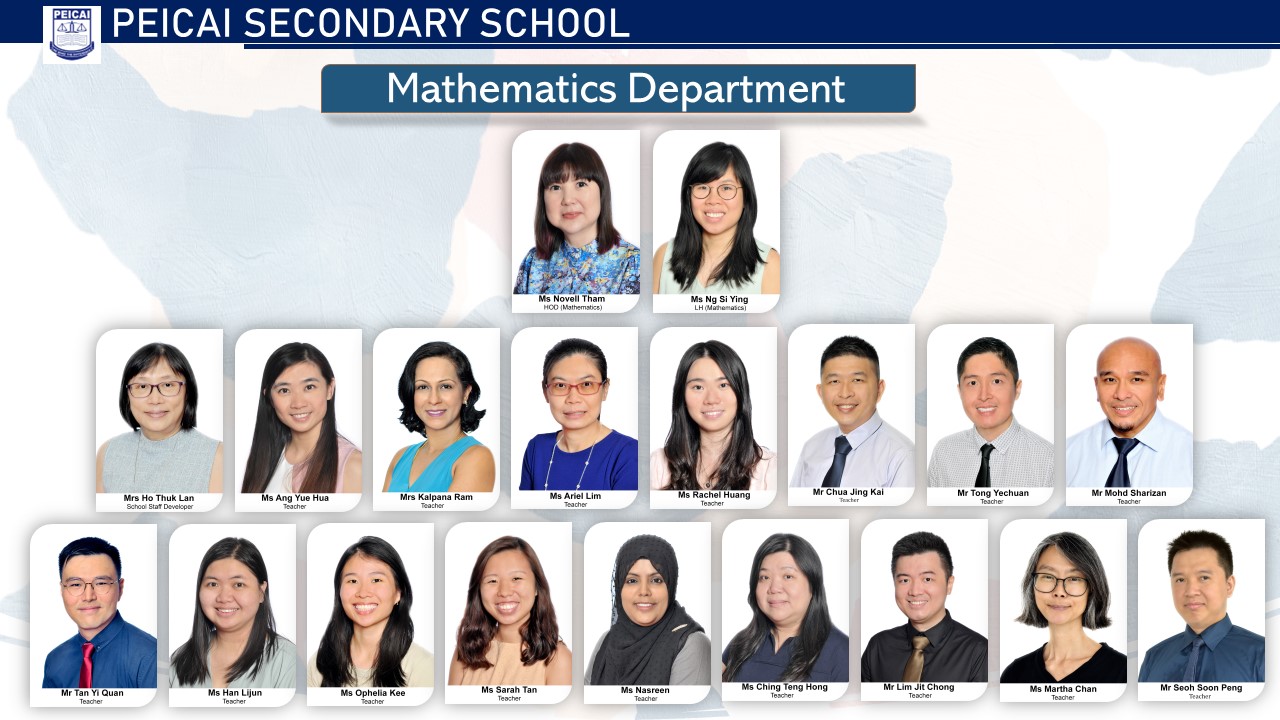 PEICAI
PEICAI SECONDARY SCHOOL
Mathematics Department
Ms Novell Tham
HOD (Mathematics)
Ms Ng Si Ying
LH (Mathematics)
Mrs Ho Thuk Lan
School Staff Developer
Ms Ang Yue Hua
Teacher
Mrs Kalpana Ram
Teacher
Ms Ariel Lim
Teacher
Ms Rachel Huang
Teacher
Mr Chua Jing Kai
Teacher
Mr Tong Yechuan
Teacher
Mr Mohd Sharizan
Teacher
Mr Tan Yi Quan
Teacher
Ms Han Lijun
Teacher
Ms Ophelia Kee
Teacher
Ms Sarah Tan
Teacher
Ms Nasreen
Teacher
Ms Ching Teng Hong
Teacher
Mr Lim Jit Chong
Teacher
Ms Martha Chan
Teacher
Mr Seoh Soon Peng
Teacher